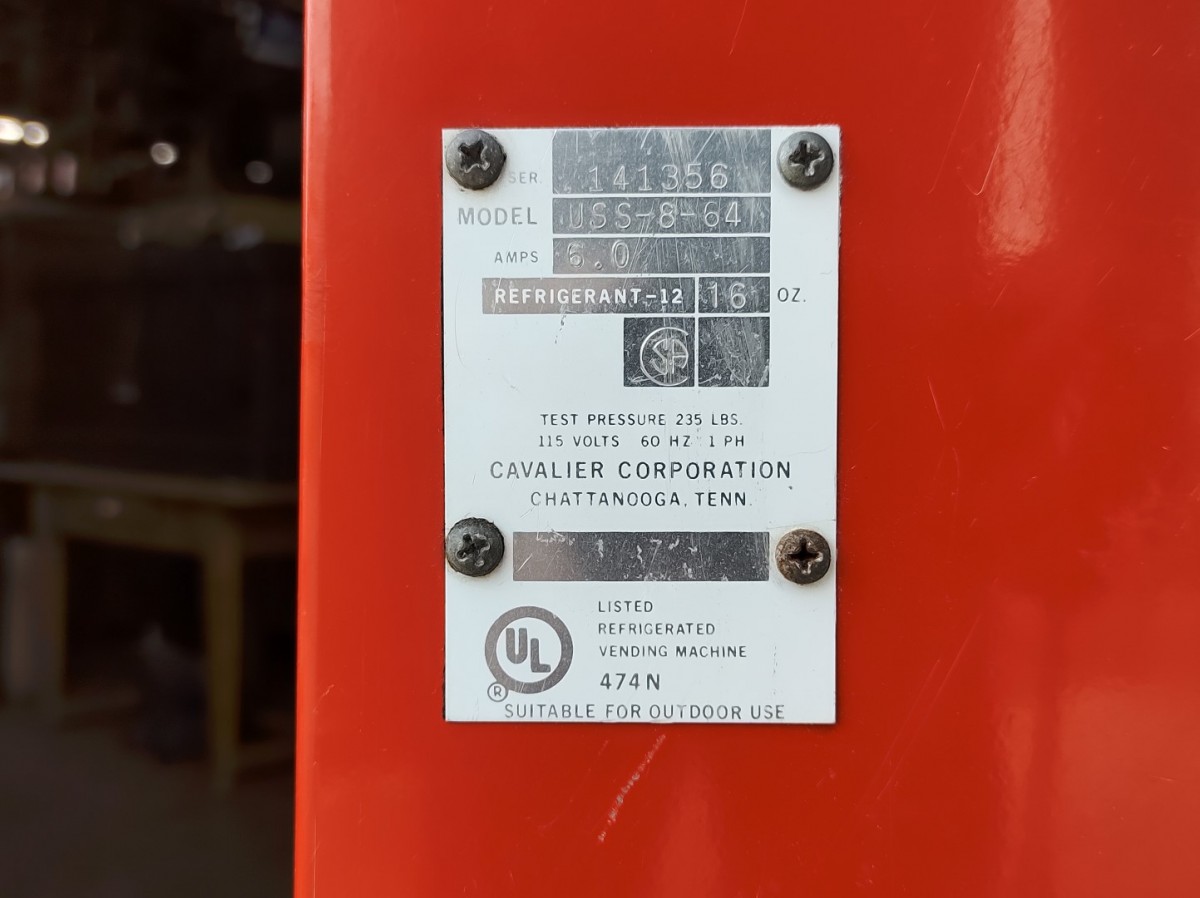 SER. 141356
MODEL USS-8-64
AMPS 6.0
REFRIGERANT-12 16 OZ.
TEST PRESSURE 235 LBS.
115 VOLTS 60 HZ 1 PH
CAVALIER CORPORATION
CHATTANOOGA, TENN.
UL
®
LISTED
REFRIGERATED
VENDING MACHINE
474N
SUITABLE FOR OUTDOOR USE